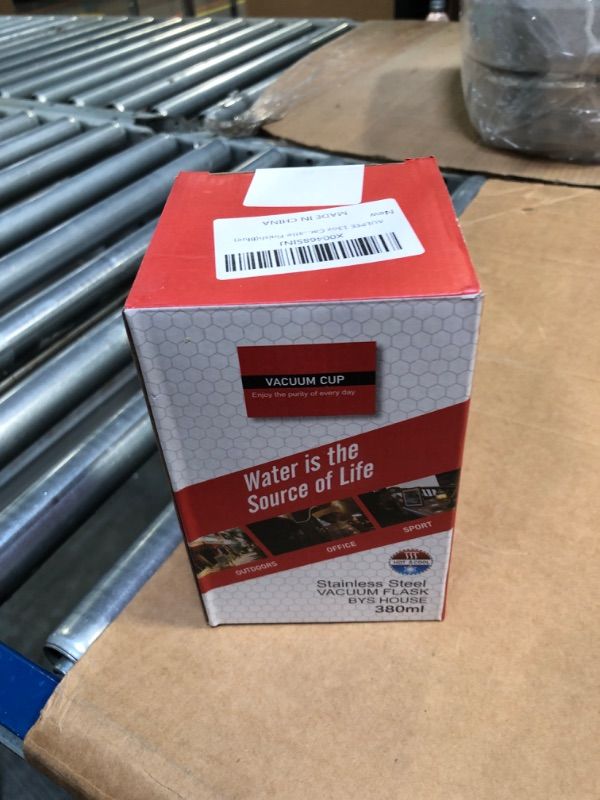 X004685INJ
New
MADE IN CHINA
VACUUM CUP
Enjoy the purity of every day
Water is the
Source of Life
OUTDOORS
OFFICE
SPORT
HOT & COOL
Stainless Steel
VACUUM FLASK
BYS HOUSE
380ml